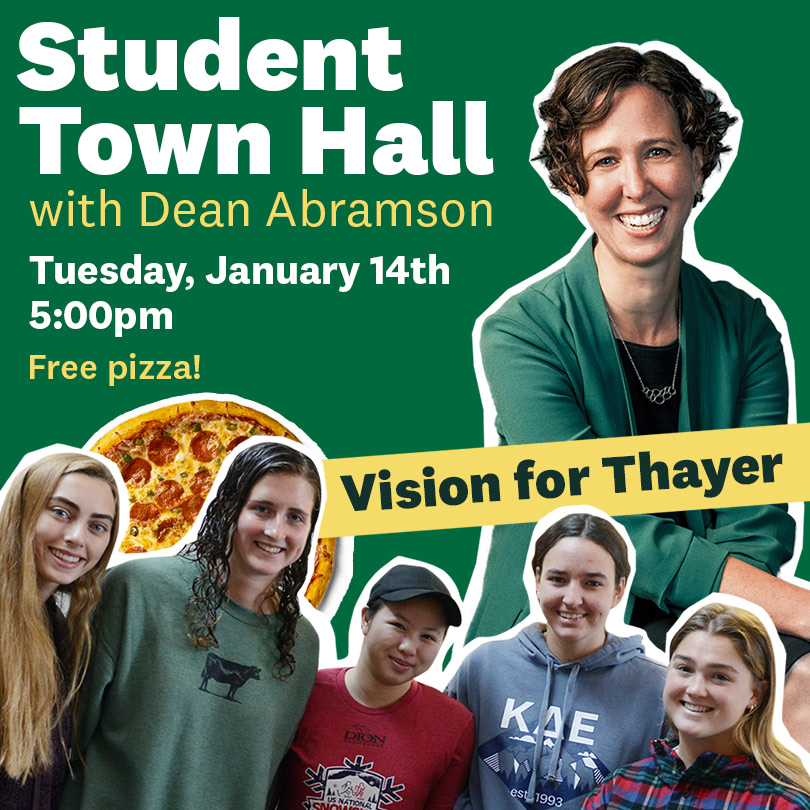 Student
Town Hall
with Dean Abramson
Tuesday, January 14th
5:00pm
Free pizza!
Vision for Thayer
KΔE
est 1993
DION
US NATIONAL